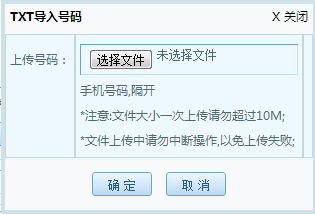 TXT导入号码 X 关闭
上传号码： 选择文件 未选择文件
手机号码,隔开
*注意:文件大小一次上传请勿超过10M;
*文件上传中请勿中断操作,以免上传失败;
确 定 取 消